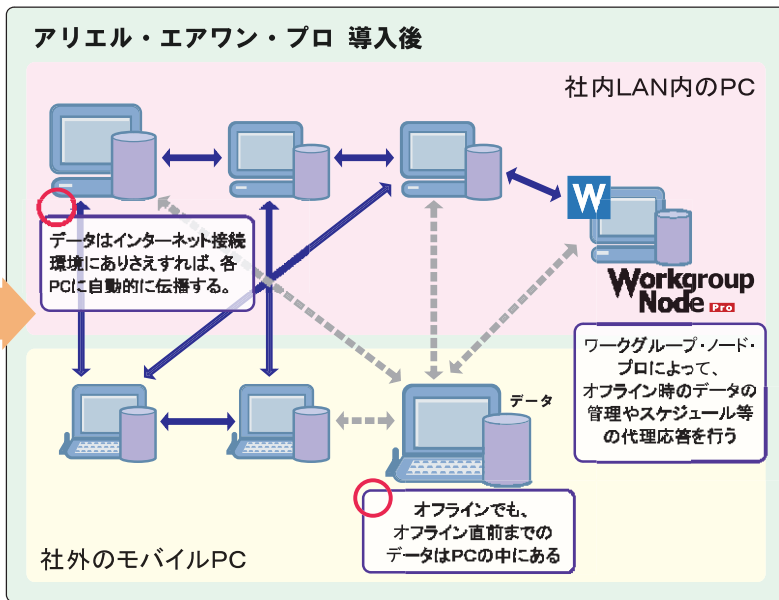 アリエル・エアワン・プロ 導入後
社内LAN内のPC
データはインターネット接続
環境にありさえすれば、各
PCに自動的に伝播する。
W
Workgroup
Node Pro
ワークグループ・ノード・
プロによって、
オフライン時のデータの
管理やスケジュール等
の代理応答を行う
データ
オフラインでも、
オフライン直前までの
データはPCの中にある
社外のモバイルPC